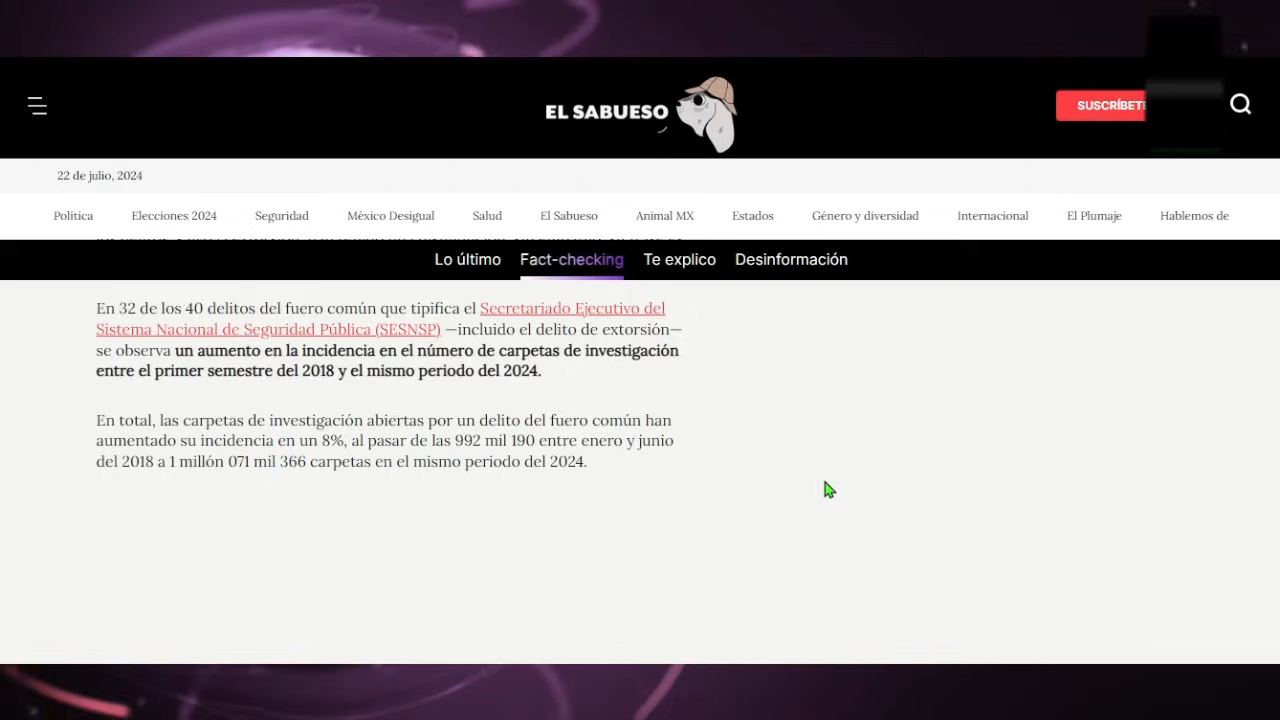 EL SABUESO
SUSCRÍBET
22 de julio, 2024
Política Elecciones 2024 Seguridad México Desigual Salud El Sabueso Animal MX Estados Género y diversidad Internacional El Plumaje Hablemos de
Lo último Fact-checking Te explico Desinformación
En 32 de los 40 delitos del fuero común que tipifica el Secretariado Ejecutivo del
Sistema Nacional de Seguridad Pública (SESNSP) —incluido el delito de extorsión—
se observa un aumento en la incidencia en el número de carpetas de investigación
entre el primer semestre del 2018 y el mismo periodo del 2024.
En total, las carpetas de investigación abiertas por un delito del fuero común han
aumentado su incidencia en un 8%, al pasar de las 992 mil 190 entre enero y junio
del 2018 a 1 millón 071 mil 366 carpetas en el mismo periodo del 2024.